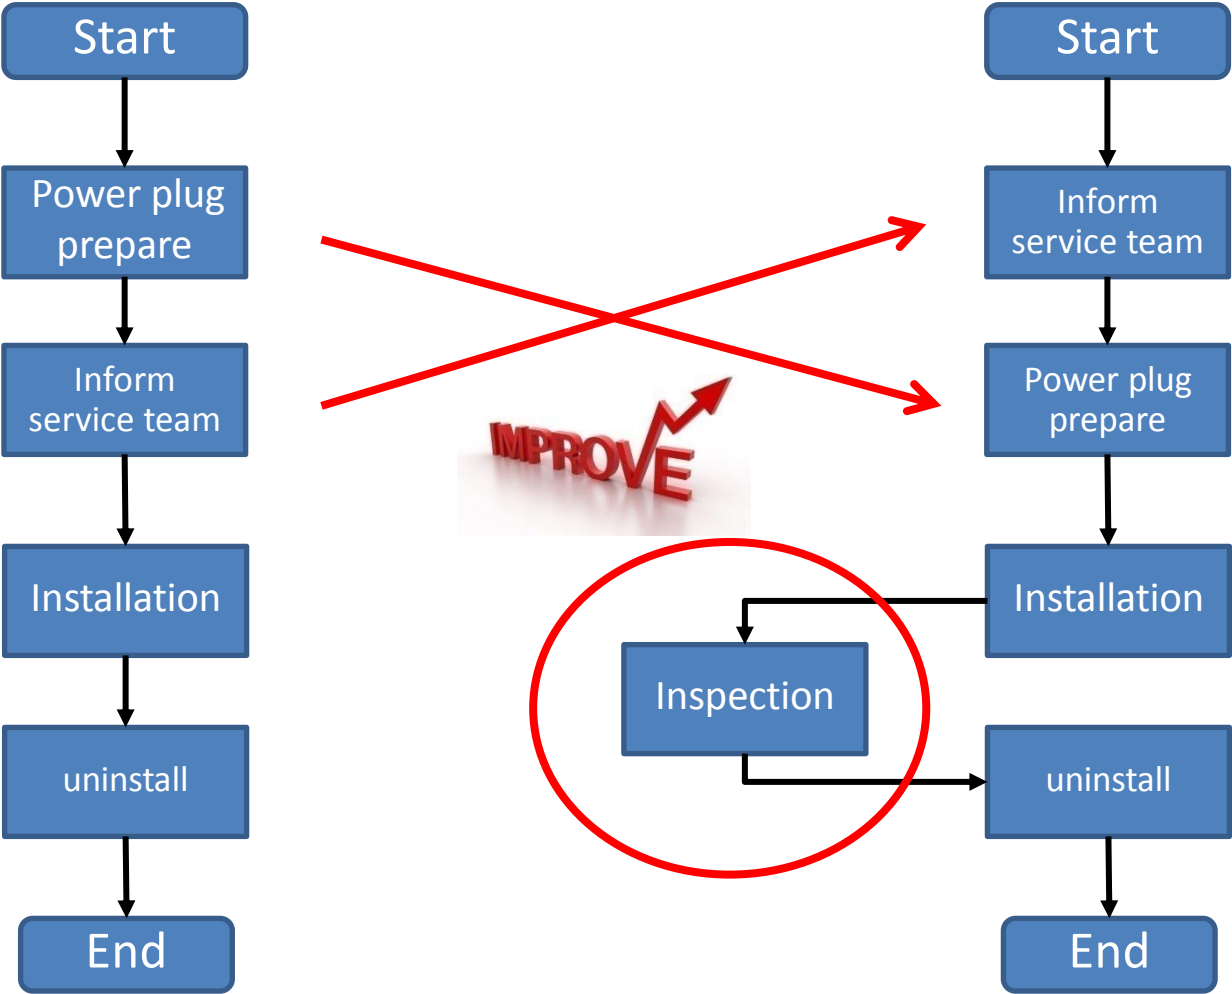 Start
Power plug
prepare
Inform
service team
Installation
uninstall
End
IMPROVE
Inspection
Start
Inform
service team
Power plug
prepare
Installation
uninstall
End